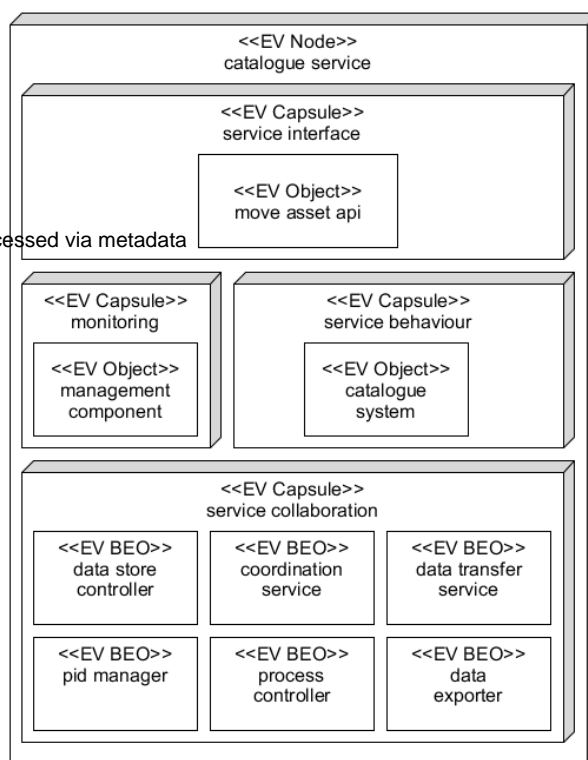 <<EV Node>>
catalogue service
<<EV Capsule>>
service interface
<<EV Object>>
move asset api
cessed via metadata
<<EV Capsule>>
monitoring
<<EV Object>>
management
component
<<EV Capsule>>
service behaviour
<<EV Object>>
catalogue
system
<<EV Capsule>>
service collaboration
<<EV BEO>>
data store
controller
<<EV BEO>>
coordination
service
<<EV BEO>>
data transfer
service
<<EV BEO>>
pid manager
<<EV BEO>>
process
controller
<<EV BEO>>
data
exporter